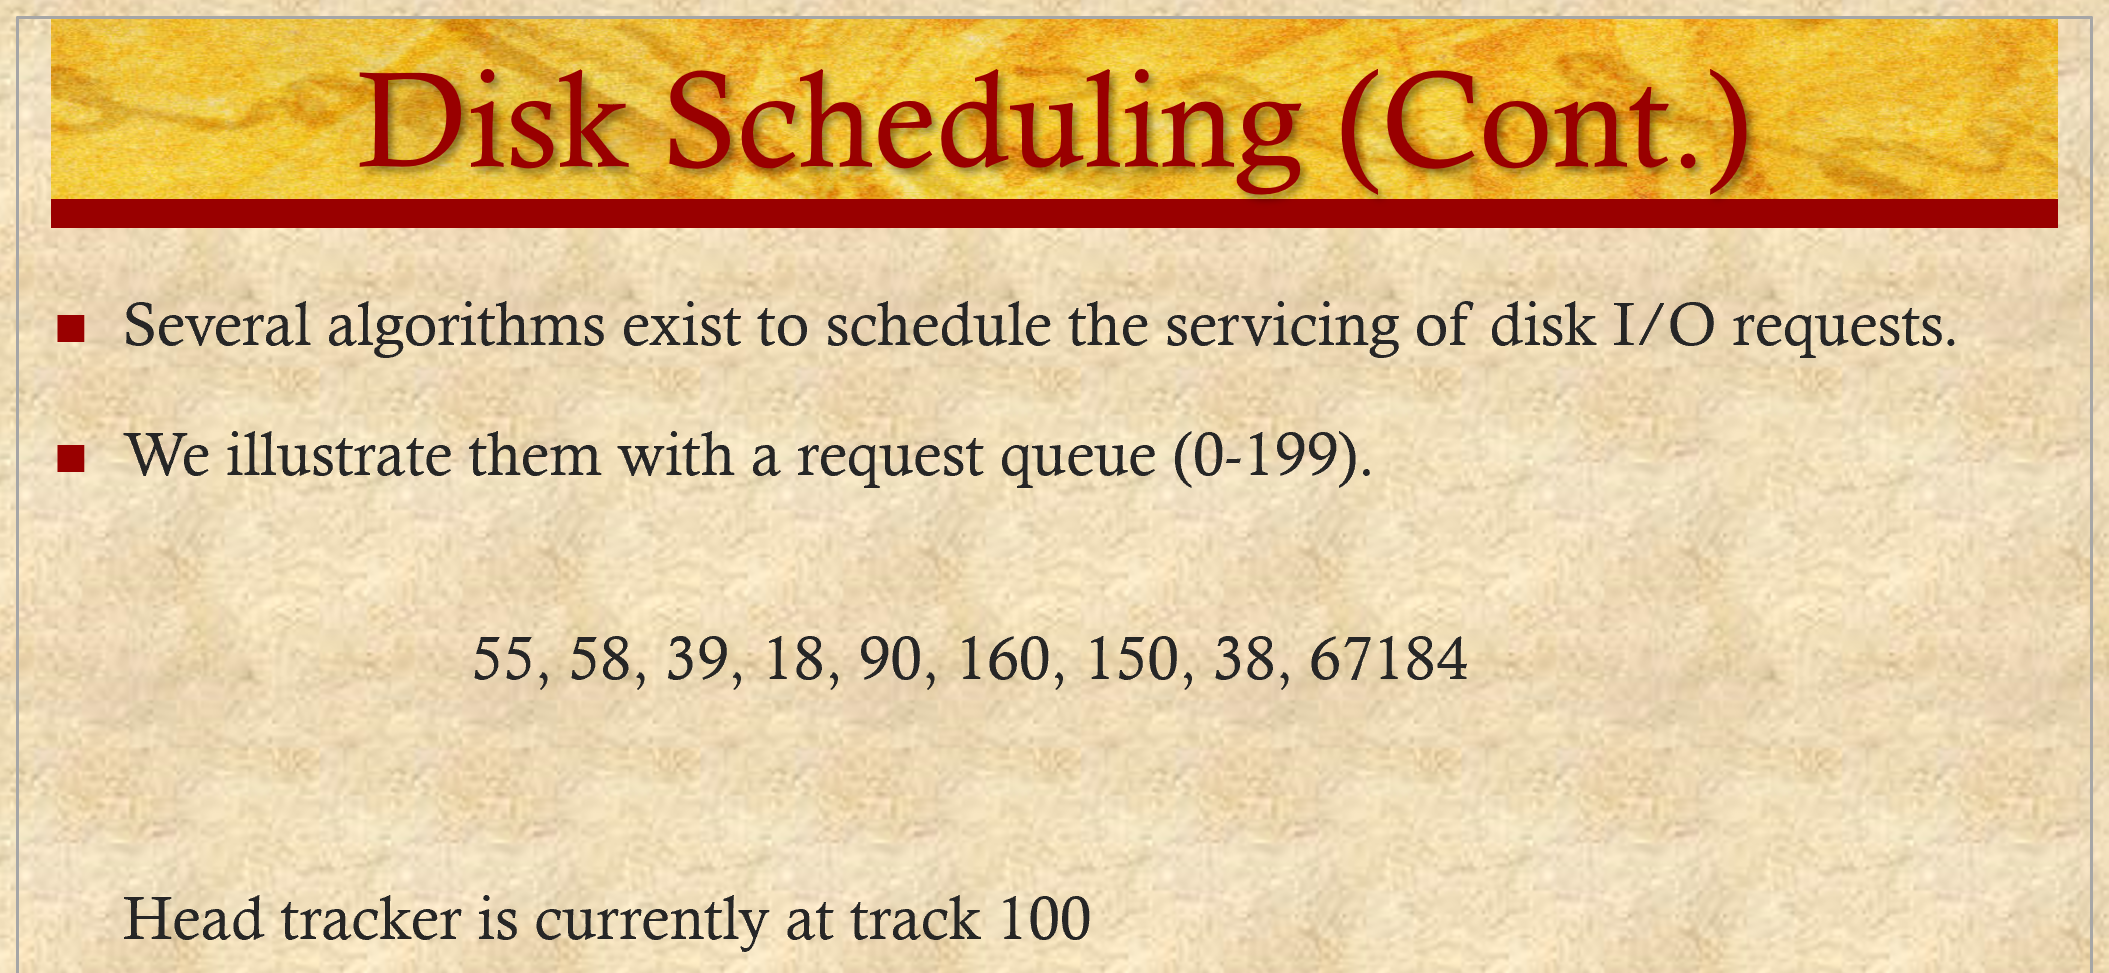 Disk Scheduling (Cont.)
Several algorithms exist to schedule the servicing of disk I/O requests.
We illustrate them with a request queue (0-199).
55, 58, 39, 18, 90, 160, 150, 38, 67184
Head tracker is currently at track 100